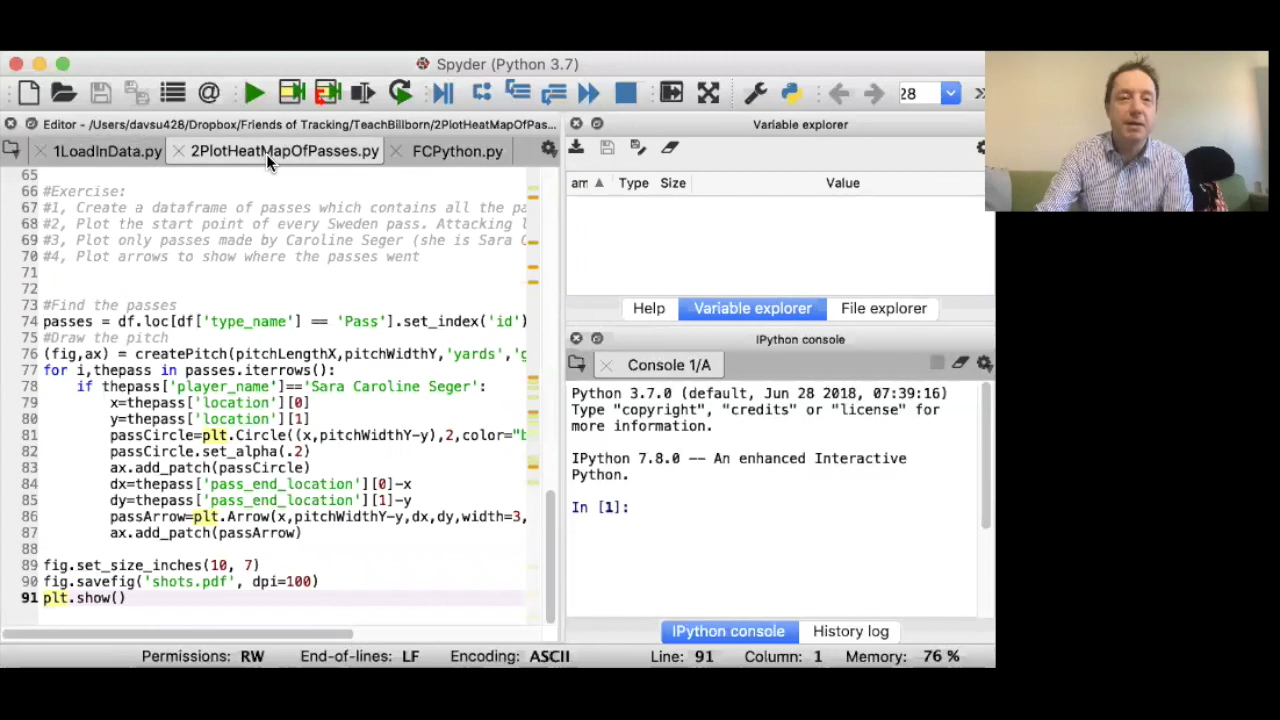 Spyder (Python 3.7)
28
Editor - /Users/davsu428/Dropbox/Friends of Tracking/TeachBillborn/2PlotHeatMapOfPas...
1LoadInData.py
2PlotHeatMapOfPasses.py
FCPython.py
65
66 #Exercise:
67 #1, Create a dataframe of passes which contains all the pa
68 #2, Plot the start point of every Sweden pass. Attacking l
69 #3, Plot only passes made by Caroline Seger (she is Sara C
70 #4, Plot arrows to show where the passes went
71
72
73 #Find the passes
74 passes = df.loc[df['type_name'] == 'Pass'].set_index('id')
75 #Draw the pitch
76 (fig,ax) = createPitch(pitchLengthX,pitchWidthY,'yards','g
77 for i,thepass in passes.iterrows():
78     if thepass['player_name']=='Sara Caroline Seger':
79         x=thepass['location'][0]
80         y=thepass['location'][1]
81         passCircle=plt.Circle((x,pitchWidthY-y),2,color="b
82         passCircle.set_alpha(.2)
83         ax.add_patch(passCircle)
84         dx=thepass['pass_end_location'][0]-x
85         dy=thepass['pass_end_location'][1]-y
86         passArrow=plt.Arrow(x,pitchWidthY-y,dx,dy,width=3,
87         ax.add_patch(passArrow)
88
89 fig.set_size_inches(10, 7)
90 fig.savefig('shots.pdf', dpi=100)
91 plt.show()
Variable explorer
am Type Size Value
Help Variable explorer File explorer
IPython console
Console 1/A
Python 3.7.0 (default, Jun 28 2018, 07:39:16)
Type "copyright", "credits" or "license" for
more information.
IPython 7.8.0 -- An enhanced Interactive
Python.
In [1]:
IPython console History log
Permissions: RW End-of-lines: LF Encoding: ASCII Line: 91 Column: 1 Memory: 76 %